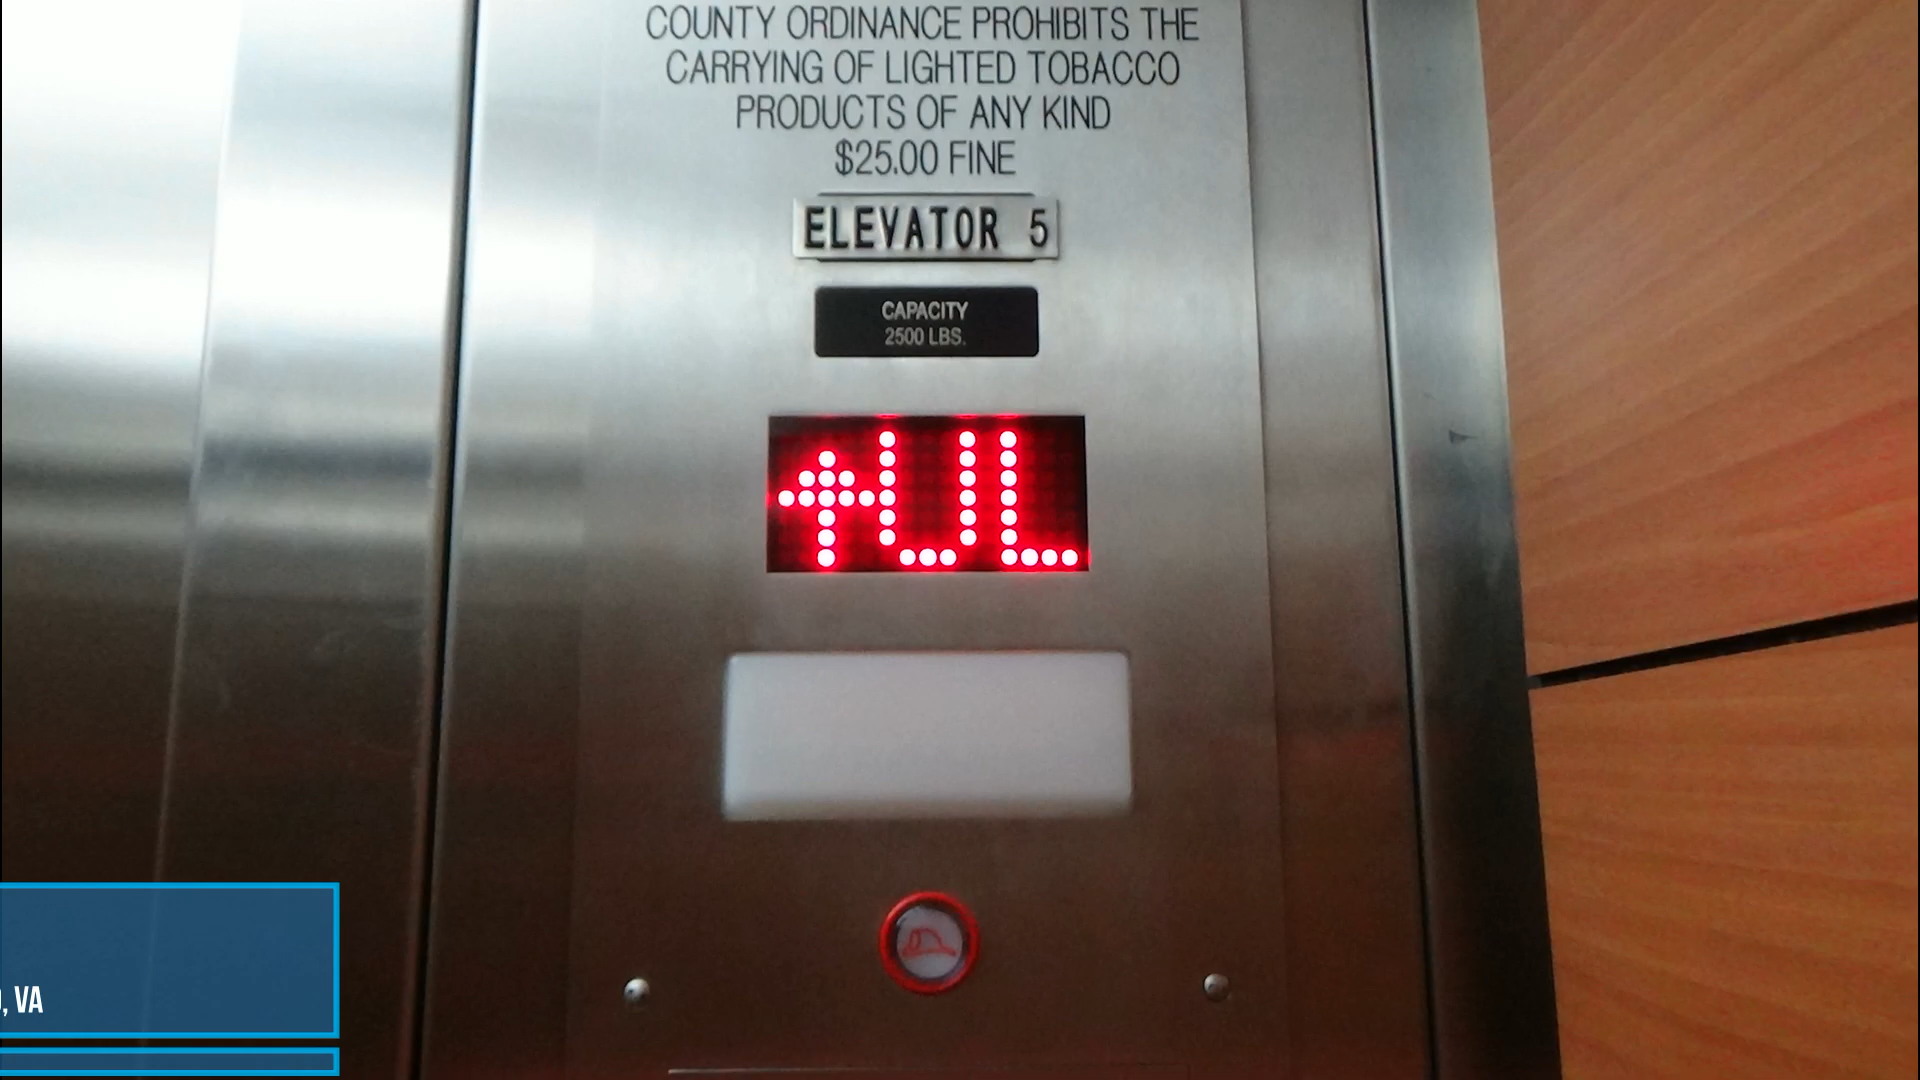 COUNTY ORDINANCE PROHIBITS THE
CARRYING OF LIGHTED TOBACCO
PRODUCTS OF ANY KIND
$25.00 FINE
ELEVATOR 5
CAPACITY
2500 LBS.
UL
, VA